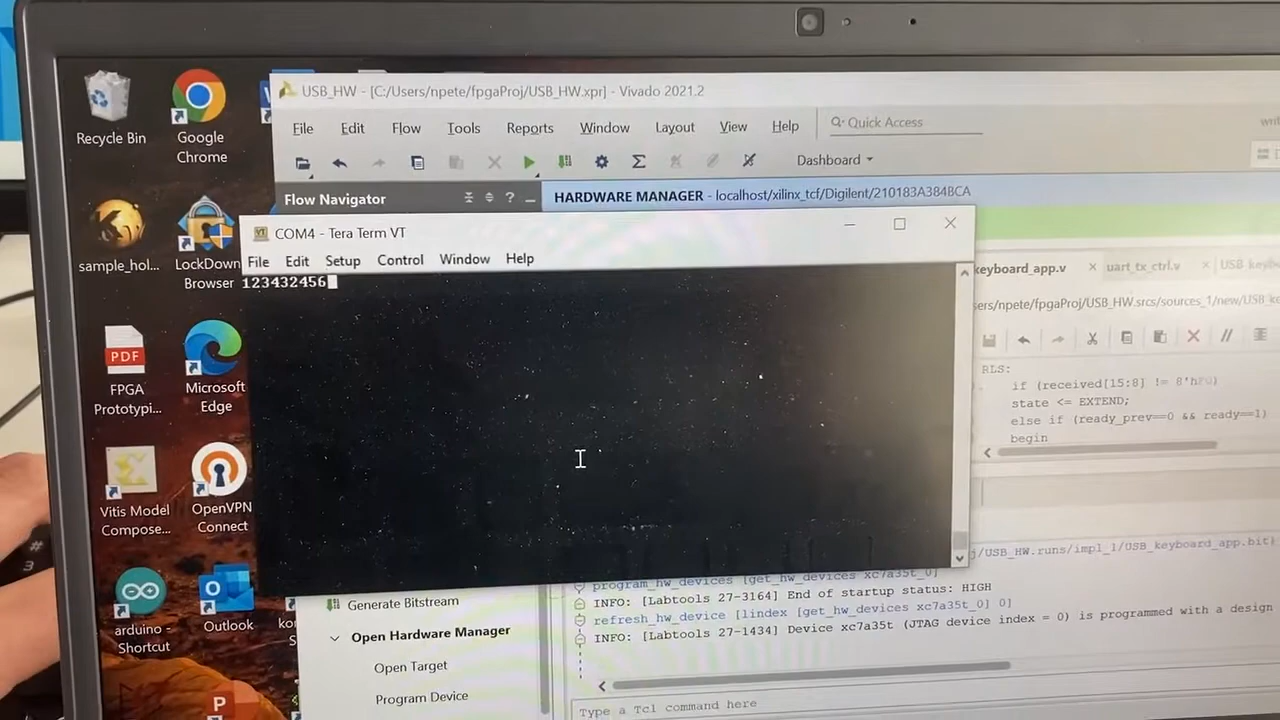 USB_HW - [C:/Users/npete/fpgaProj/USB_HW.xpr] - Vivado 2021.2
File Edit Flow Tools Reports Window Layout View Help
Quick Access
Dashboard
Flow Navigator
HARDWARE MANAGER - localhost/xilinx_tcf/Digilent/210183A384BCA
COM4 - Tera Term VT
File Edit Setup Control Window Help
123432456
Recycle Bin
Google
Chrome
sample_hol...
LockDown
Browser
PDF
FPGA
Prototypi...
Microsoft
Edge
Vitis Model
Compose...
OpenVPN
Connect
arduino -
Shortcut
Outlook
keyboard_app.v
uart_tx_ctrl.v
USB_keybo
sers/npete/fpgaProj/USB_HW.srcs/sources_1/new/USB_ke
RLS:
if (received[15:8] != 8'hF0)
state <= EXTEND;
else if (ready_prev==0 && ready==1)
begin
j/USB_HW.runs/impl_1/USB_keyboard_app.bit}
program_hw_devices [get_hw_devices xc7a35t_0]
INFO: [Labtools 27-3164] End of startup status: HIGH
refresh_device [lindex [get_hw_devices xc7a35t_0] 0]
INFO: [Labtools 27-1434] Device xc7a35t (JTAG device index = 0) is programmed with a design
Generate Bitstream
Open Hardware Manager
Open Target
Program Device
Type a Tcl command here
#
3